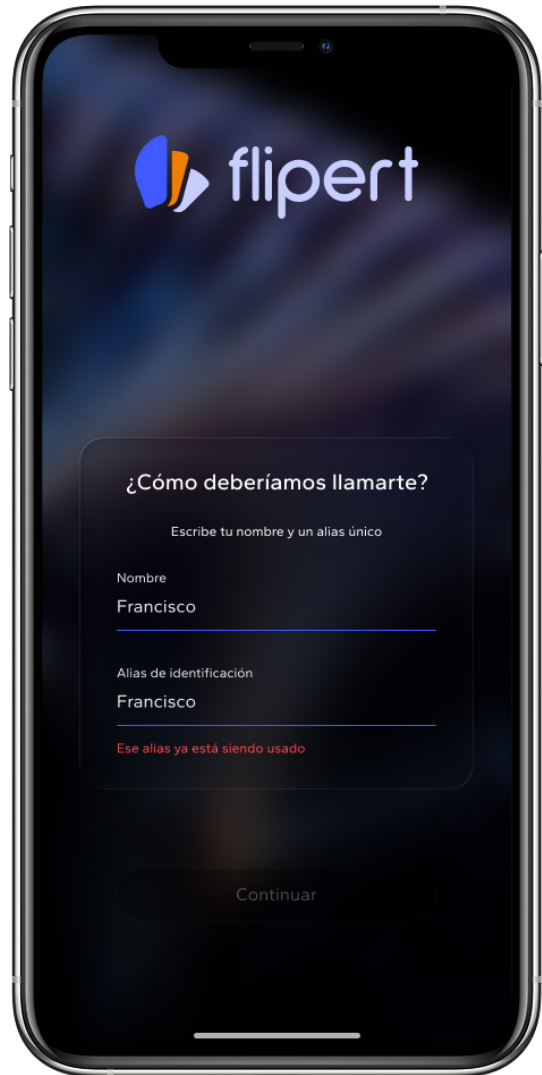 flipert
¿Cómo deberíamos llamarte?
Escribe tu nombre y un alias único
Nombre
Francisco
Alias de identificación
Francisco
Ese alias ya está siendo usado
Continuar